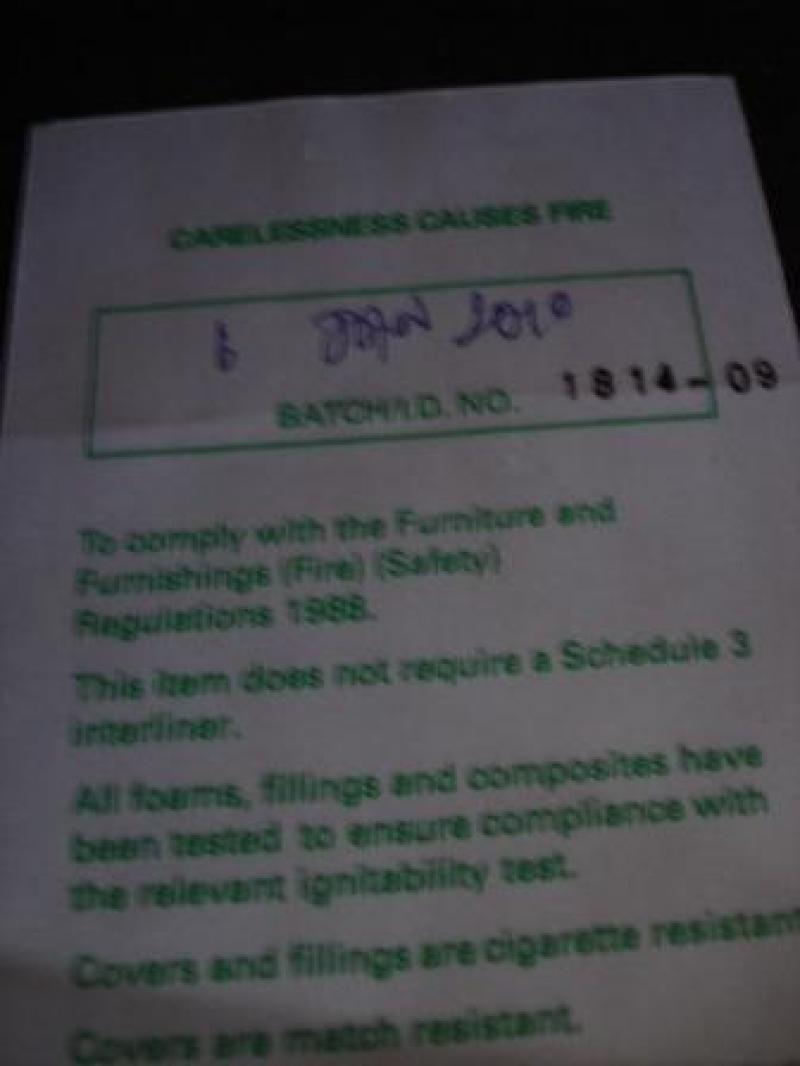 CARELESSNESS CAUSES FIRE
JAN 2010
BATCH/I.D. NO. 1814-09
To comply with the Furniture and
Furnishings (Fire) (Safety)
Regulations 1988.
This item does not require a Schedule 3
interliner.
All foams, fillings and composites have
been tested to ensure compliance with
the relevant ignitability test.
Covers and fillings are cigarette resistant
Covers are match resistant.